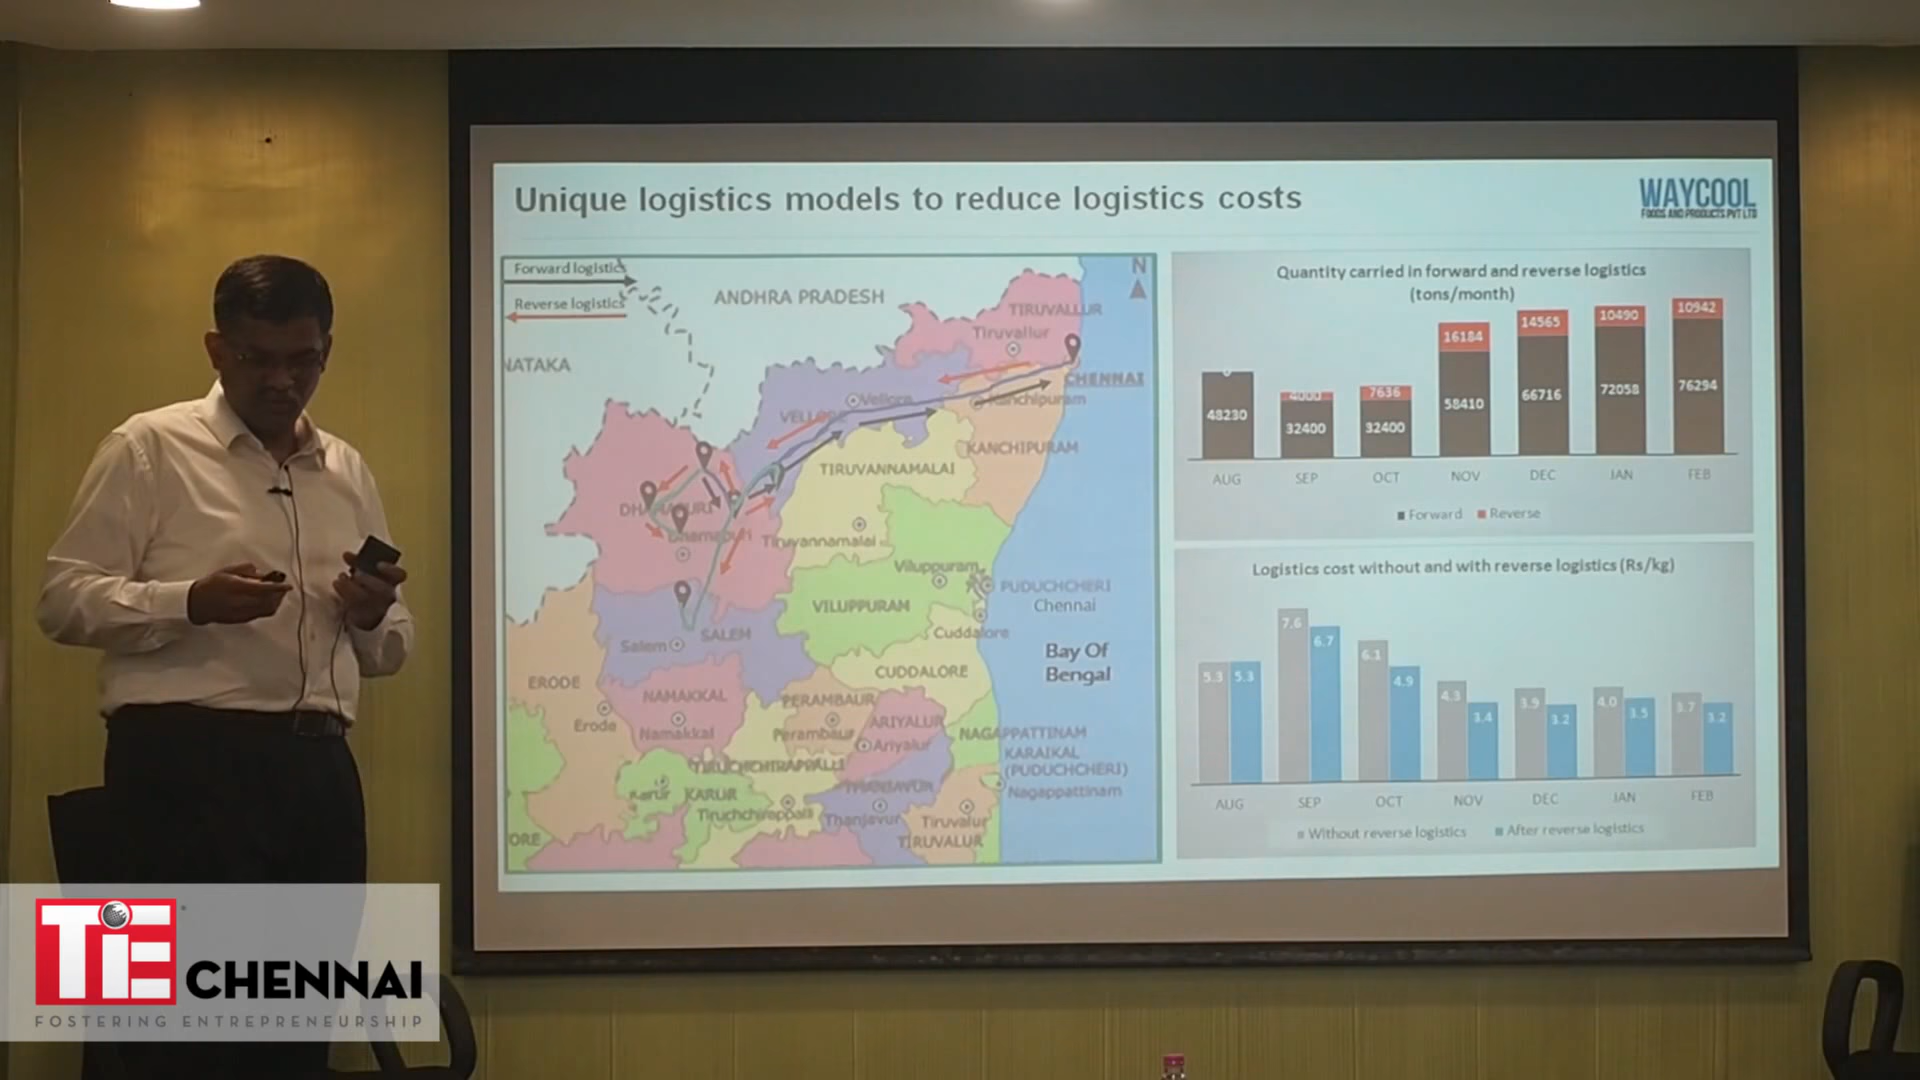 Unique logistics models to reduce logistics costs
WAYCOOL
FOODS AND PRODUCTS PVT LTD
Forward logistics
Reverse logistics
ANDHRA PRADESH
N
NATAKA
TIRUVALLUR
Tiruvallur
CHENNAI
Vellore
Kanchipuram
VELLORE
KANCHIPURAM
TIRUVANNAMALAI
DHARMAPURI
Dharmapuri
Tiruvannamalai
Viluppuram
PUDUCHCHERI
Chennai
VILUPPURAM
Cuddalore
SALEM
Salem
Bay Of
Bengal
CUDDALORE
ERODE
NAMAKKAL
PERAMBAUR
ARIYALUR
Erode
Namakkal
Perambaur
Ariyalur
NAGAPPATTINAM
KARAIKAL
(PUDUCHCHERI)
TIRUCHCHIRAPPALLI
Karur
KARUR
THANJAVUR
Nagappattinam
Tiruchchirappalli
Thanjavur
Tiruvalur
ORE
TIRUVALUR
Quantity carried in forward and reverse logistics
(tons/month)
0 4000 7636 16184 14565 10490 10942
48230 32400 32400 58410 66716 72058 76294
AUG SEP OCT NOV DEC JAN FEB
Forward Reverse
Logistics cost without and with reverse logistics (Rs/kg)
5.3 5.3 7.6 6.7 6.1 4.9 4.3 3.4 3.9 3.2 4.0 3.5 3.7 3.2
AUG SEP OCT NOV DEC JAN FEB
Without reverse logistics After reverse logistics
TiE CHENNAI
FOSTERING ENTREPRENEURSHIP